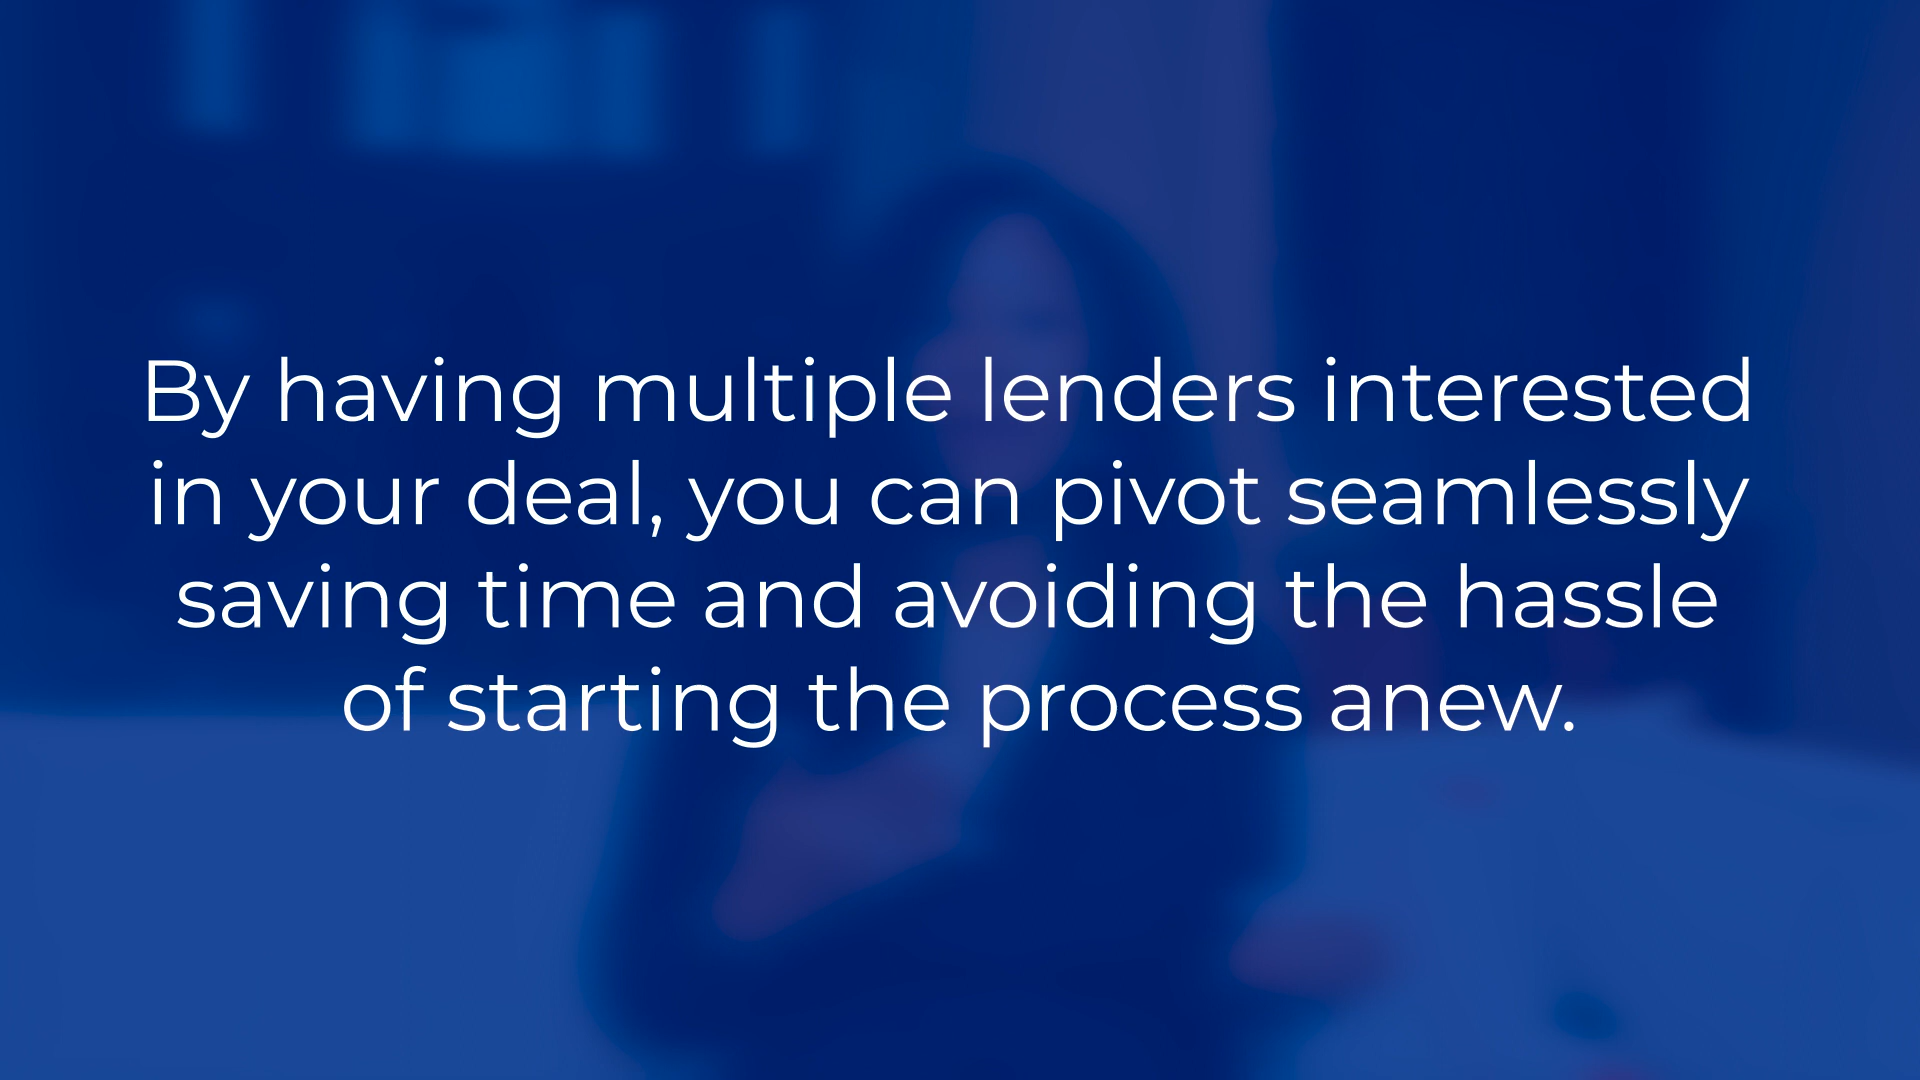 By having multiple lenders interested
in your deal, you can pivot seamlessly
saving time and avoiding the hassle
of starting the process anew.